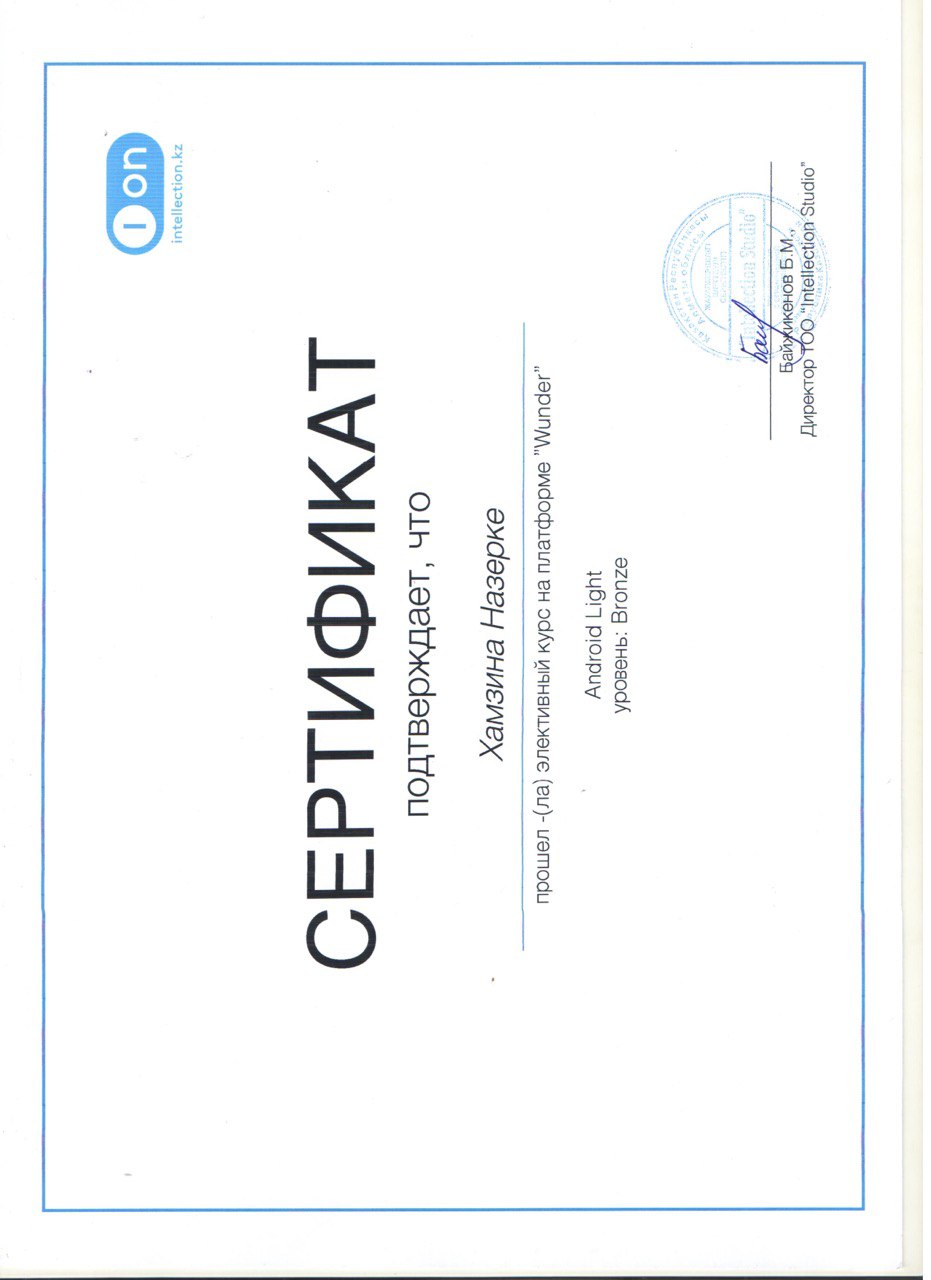 I on
intellection.kz
СЕРТИФИКАТ
подтверждает, что
Хамзина Назерке
прошел -(ла) элективный курс на платформе "Wunder"
Android Light
уровень: Bronze
Қазақстан Республикасы
Алматы облысы
"Intellection Studio"
Байжикенов Б.М.,
Директор ТОО "Intellection Studio"